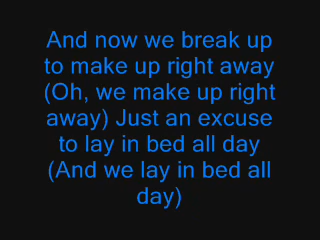 And now we break up
to make up right away
(Oh, we make up right
away) Just an excuse
to lay in bed all day
(And we lay in bed all
day)